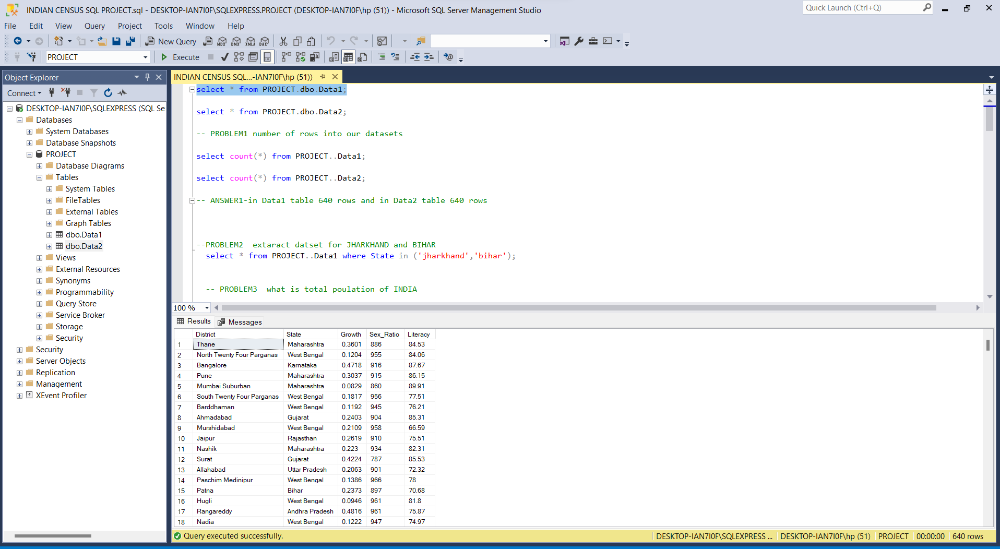 INDIAN CENSUS SQL PROJECT.sql - DESKTOP-IAN7I0F\SQLEXPRESS.PROJECT (DESKTOP-IAN7I0F\hp (51)) - Microsoft SQL Server Management Studio
Quick Launch (Ctrl+Q)
File Edit View Query Project Tools Window Help
New Query MDX DMX XMLA DAX
PROJECT Execute
Object Explorer
Connect
DESKTOP-IAN7I0F\SQLEXPRESS (SQL Se
Databases
System Databases
Database Snapshots
PROJECT
Database Diagrams
Tables
System Tables
FileTables
External Tables
Graph Tables
dbo.Data1
dbo.Data2
Views
External Resources
Synonyms
Programmability
Query Store
Service Broker
Storage
Security
Security
Server Objects
Replication
Management
XEvent Profiler
INDIAN CENSUS SQL...-IAN7I0F\hp (51))
select * from PROJECT.dbo.Data1;
select * from PROJECT.dbo.Data2;
-- PROBLEM1 number of rows into our datasets
select count(*) from PROJECT..Data1;
select count(*) from PROJECT..Data2;
-- ANSWER1-in Data1 table 640 rows and in Data2 table 640 rows
--PROBLEM2  extaract datset for JHARKHAND and BIHAR
select * from PROJECT..Data1 where State in ('jharkhand','bihar');
-- PROBLEM3  what is total poulation of INDIA
100 %
Results Messages
District State Growth Sex_Ratio Literacy
1 Thane Maharashtra 0.3601 886 84.53
2 North Twenty Four Parganas West Bengal 0.1204 955 84.06
3 Bangalore Karnataka 0.4718 916 87.67
4 Pune Maharashtra 0.3037 915 86.15
5 Mumbai Suburban Maharashtra 0.0829 860 89.91
6 South Twenty Four Parganas West Bengal 0.1817 956 77.51
7 Barddhaman West Bengal 0.1192 945 76.21
8 Ahmadabad Gujarat 0.2403 904 85.31
9 Murshidabad West Bengal 0.2109 958 66.59
10 Jaipur Rajasthan 0.2619 910 75.51
11 Nashik Maharashtra 0.223 934 82.31
12 Surat Gujarat 0.4224 787 85.53
13 Allahabad Uttar Pradesh 0.2063 901 72.32
14 Paschim Medinipur West Bengal 0.1386 966 78
15 Patna Bihar 0.2373 897 70.68
16 Hugli West Bengal 0.0946 961 81.8
17 Rangareddy Andhra Pradesh 0.4816 961 75.87
18 Nadia West Bengal 0.1222 947 74.97
Query executed successfully.
DESKTOP-IAN7I0F\SQLEXPRESS ... DESKTOP-IAN7I0F\hp (51) PROJECT 00:00:00 640 rows